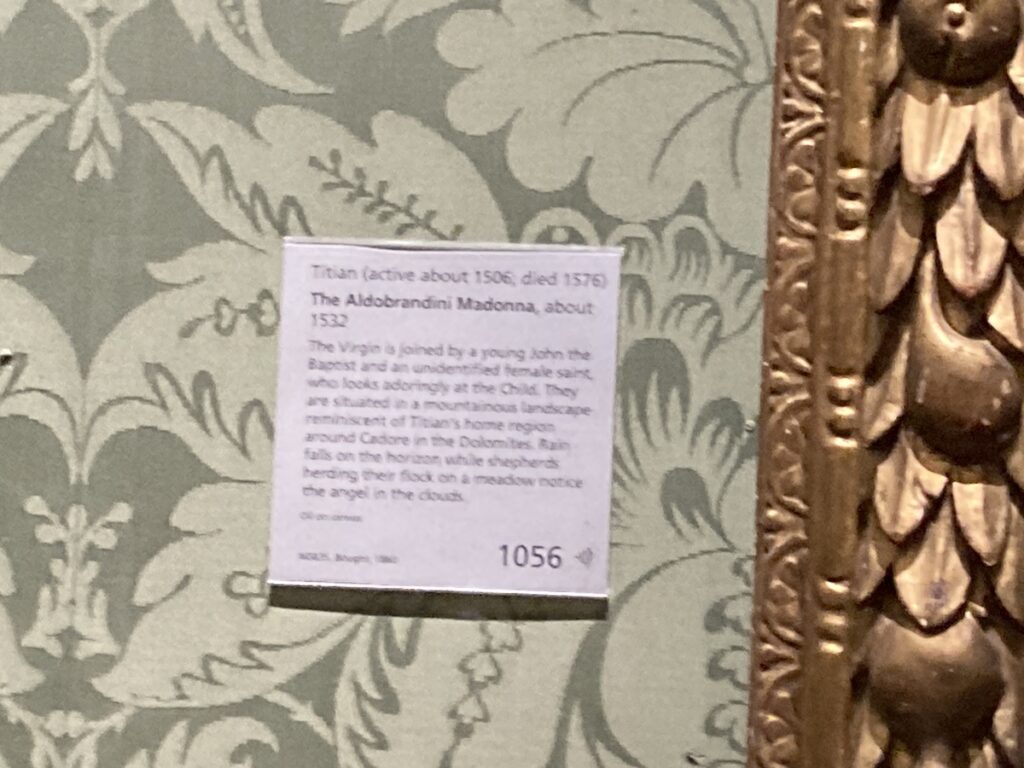 Titian (active about 1506; died 1576)
The Aldobrandini Madonna, about
1532
The Virgin is joined by a young John the
Baptist and an unidentified female saint,
who looks adoringly at the Child. They
are situated in a mountainous landscape
reminiscent of Titian's home region
around Cadore in the Dolomites. Rain
falls on the horizon while shepherds
herding their flock on a meadow notice
the angel in the clouds.
Oil on canvas
NG635. Bought, 1860
1056